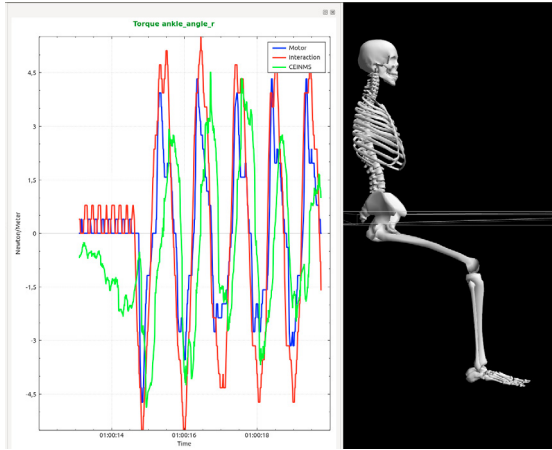 Torque ankle_angle_r
Motor
Interaction
CEINMS
4,5
3
1,5
0
-1,5
-3
-4,5
Newton/Meter
01:00:14
01:00:16
01:00:18
Time